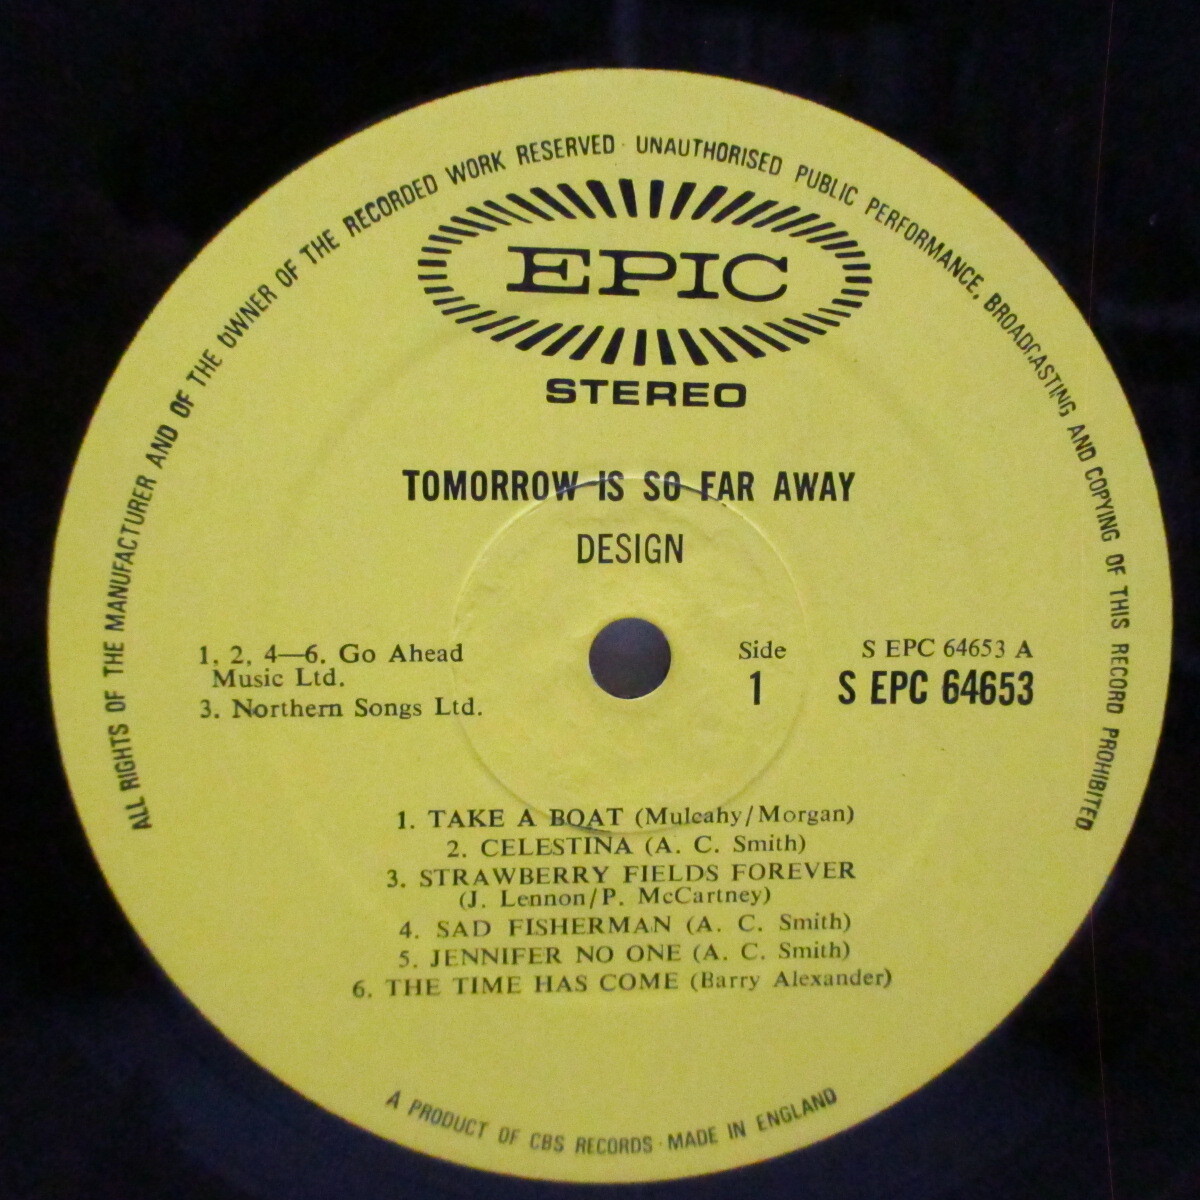 ALL RIGHTS OF THE MANUFACTURER AND OF THE OWNER OF THE RECORDED WORK RESERVED · UNAUTHORISED PUBLIC PERFORMANCE, BROADCASTING AND COPYING OF THIS RECORD PROHIBITED.
EPIC
STEREO
TOMORROW IS SO FAR AWAY
DESIGN
1, 2, 4—6. Go Ahead
Music Ltd.
3. Northern Songs Ltd.
Side
1
S EPC 64653 A
S EPC 64653
1. TAKE A BOAT (Mulcahy/Morgan)
2. CELESTINA (A. C. Smith)
3. STRAWBERRY FIELDS FOREVER
(J. Lennon/P. McCartney)
4. SAD FISHERMAN (A. C. Smith)
5. JENNIFER NO ONE (A. C. Smith)
6. THE TIME HAS COME (Barry Alexander)
A PRODUCT OF CBS RECORDS · MADE IN ENGLAND